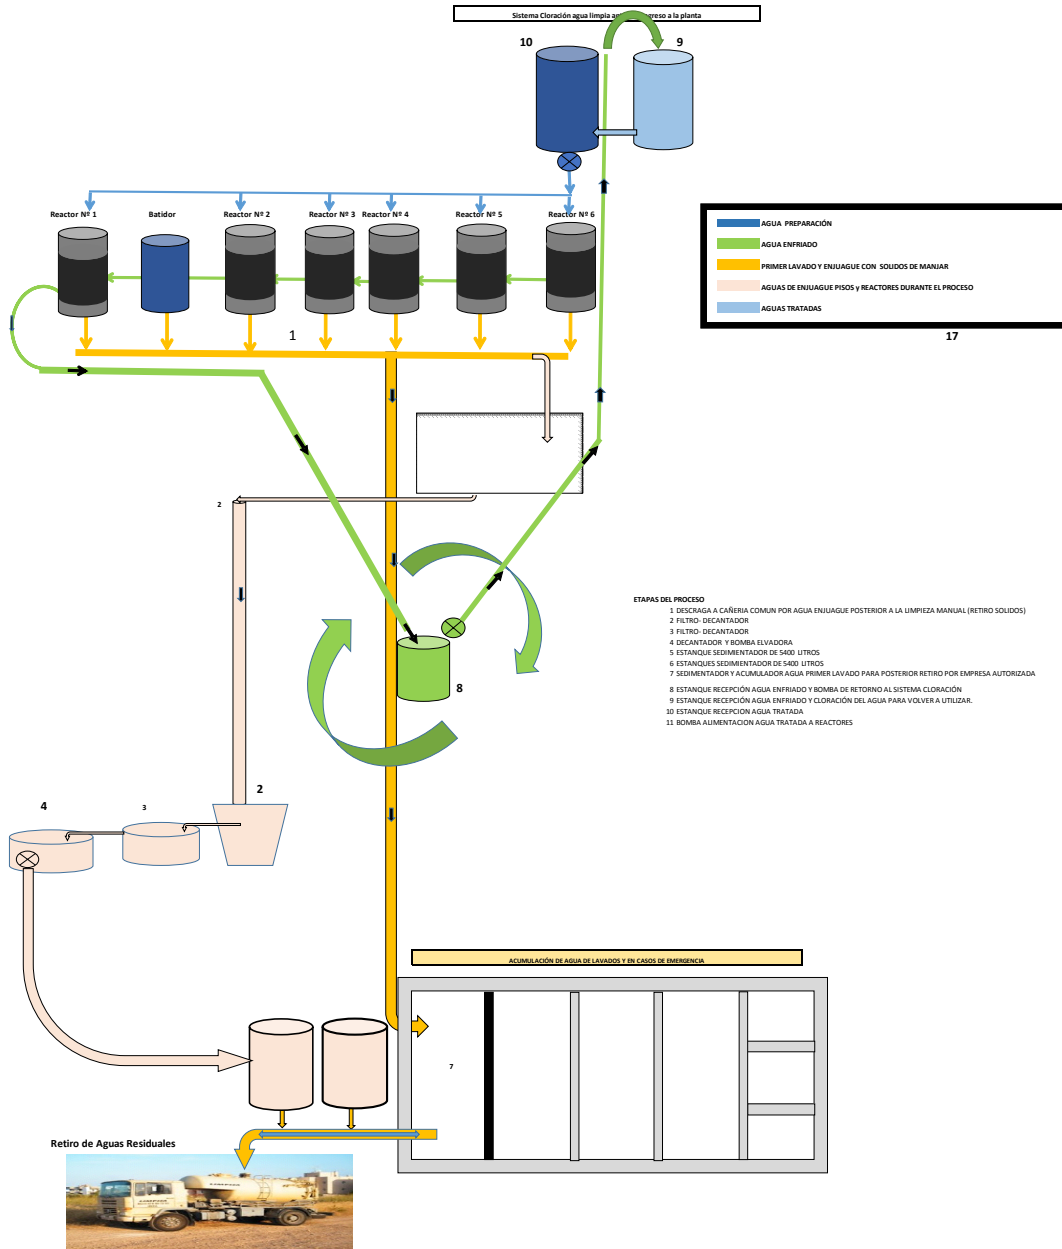 Sistema Cloración agua limpia an greso a la planta
10
9
Reactor Nº 1
Batidor
Reactor Nº 2
Reactor Nº 3
Reactor Nº 4
Reactor Nº 5
Reactor Nº 6
AGUA PREPARACIÓN
AGUA ENFRIADO
PRIMER LAVADO Y ENJUAGUE CON SOLIDOS DE MANJAR
AGUAS DE ENJUAGUE PISOS y REACTORES DURANTE EL PROCESO
AGUAS TRATADAS
17
1
2
ETAPAS DEL PROCESO
1 DESCRAGA A CAÑERIA COMUN POR AGUA ENJUAGUE POSTERIOR A LA LIMPIEZA MANUAL (RETIRO SOLIDOS)
2 FILTRO- DECANTADOR
3 FILTRO- DECANTADOR
4 DECANTADOR Y BOMBA ELVADORA
5 ESTANQUE SEDIMENTADOR DE 5400 LITROS
6 ESTANQUES SEDIMENTADOR DE 5400 LITROS
7 SEDIMENTADOR Y ACUMULADOR AGUA PRIMER LAVADO PARA POSTERIOR RETIRO POR EMPRESA AUTORIZADA
8 ESTANQUE RECEPCIÓN AGUA ENFRIADO Y BOMBA DE RETORNO AL SISTEMA CLORACIÓN
9 ESTANQUE RECEPCIÓN AGUA ENFRIADO Y CLORACIÓN DEL AGUA PARA VOLVER A UTILIZAR.
10 ESTANQUE RECEPCION AGUA TRATADA
11 BOMBA ALIMENTACION AGUA TRATADA A REACTORES
8
2
3
4
ACUMULACIÓN DE AGUA DE LAVADOS Y EN CASOS DE EMERGENCIA
7
Retiro de Aguas Residuales